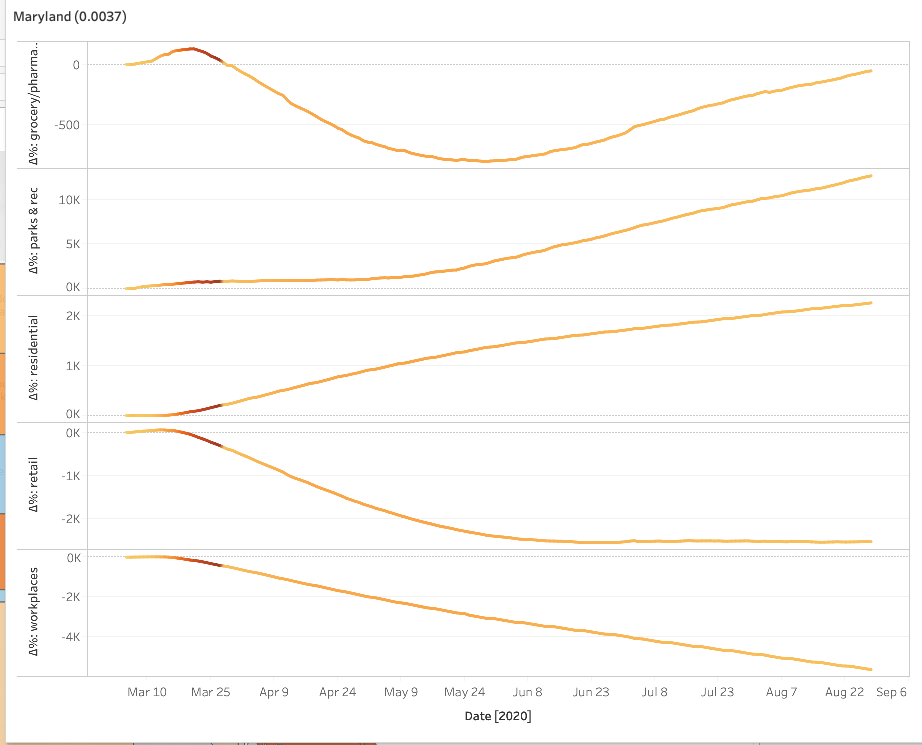 Maryland (0.0037)
Δ%: grocery/pharma..
0
-500
Δ%: parks & rec
10K
5K
0K
Δ%: residential
2K
1K
0K
Δ%: retail
0K
-1K
-2K
Δ%: workplaces
0K
-2K
-4K
Mar 10 Mar 25 Apr 9 Apr 24 May 9 May 24 Jun 8 Jun 23 Jul 8 Jul 23 Aug 7 Aug 22 Sep 6
Date [2020]